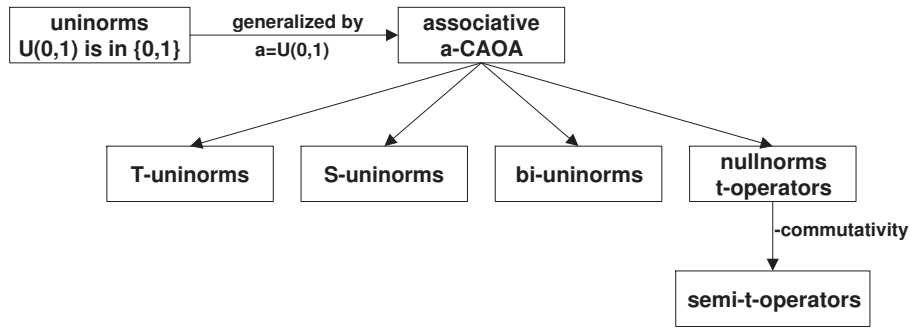 uninorms
U(0,1) is in {0,1}
generalized by
a=U(0,1)
associative
a-CAOA
T-uninorms
S-uninorms
bi-uninorms
nullnorms
t-operators
-commutativity
semi-t-operators